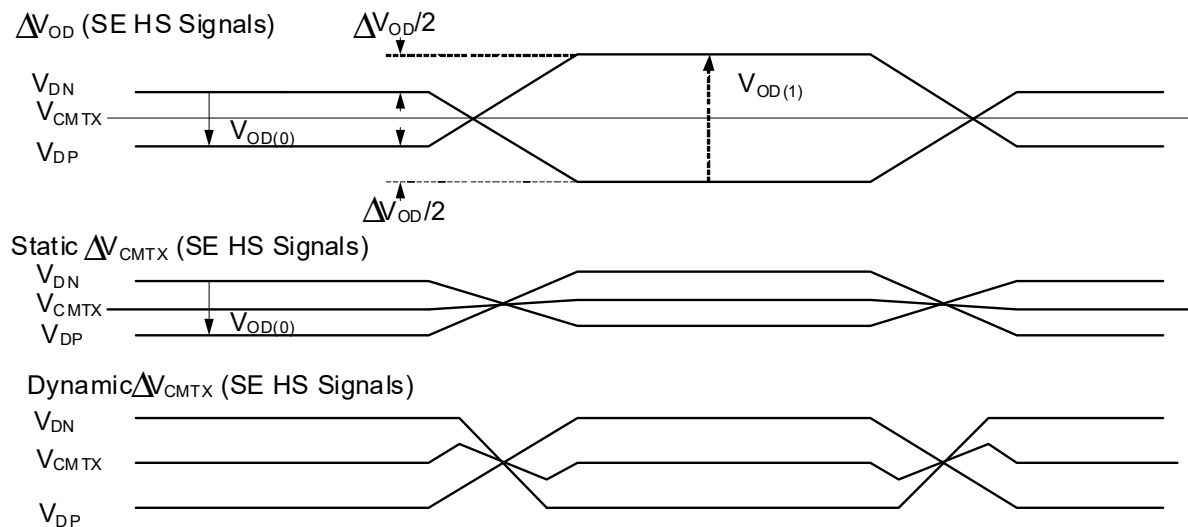 ΔV_OD (SE HS Signals)
ΔV_OD/2
V_DN
V_CMTX
V_OD(0)
V_OD(1)
V_DP
ΔV_OD/2
Static ΔV_CMTX (SE HS Signals)
V_DN
V_CMTX
V_OD(0)
V_DP
Dynamic ΔV_CMTX (SE HS Signals)
V_DN
V_CMTX
V_DP